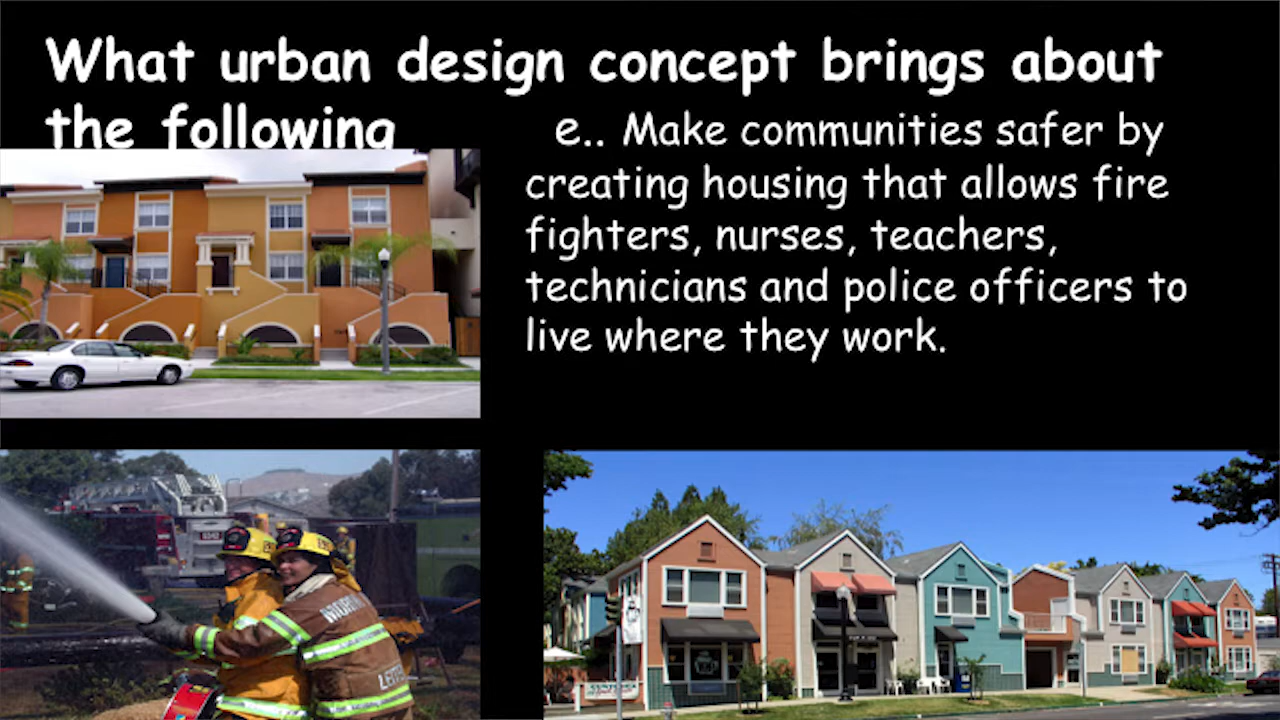 What urban design concept brings about
the following
e.. Make communities safer by
creating housing that allows fire
fighters, nurses, teachers,
technicians and police officers to
live where they work.